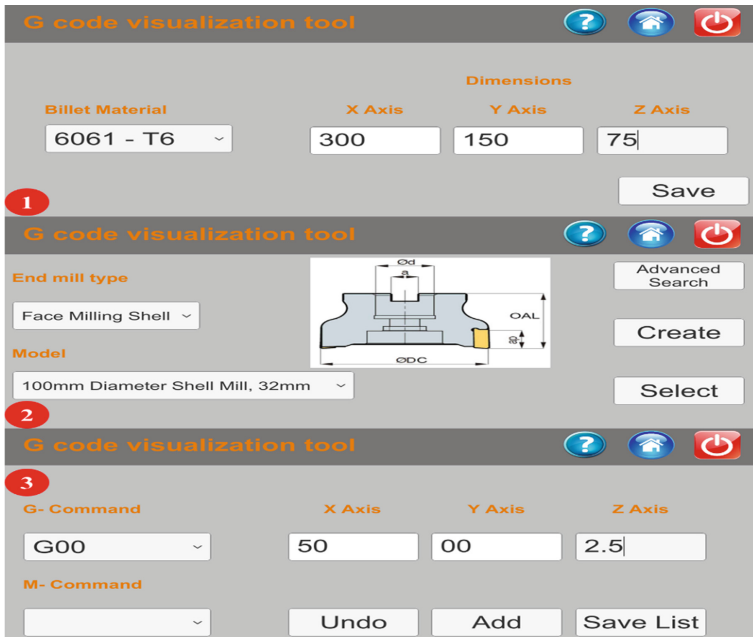 G code visualization tool
?
Dimensions
Billet Material
X Axis
Y Axis
Z Axis
6061 - T6
300
150
75
Save
1
G code visualization tool
?
End mill type
Ød
a
OAL
ap
ØDC
Advanced
Search
Face Milling Shell
Create
Model
100mm Diameter Shell Mill, 32mm
Select
2
G code visualization tool
?
3
G- Command
X Axis
Y Axis
Z Axis
G00
50
00
2.5
M- Command
Undo
Add
Save List